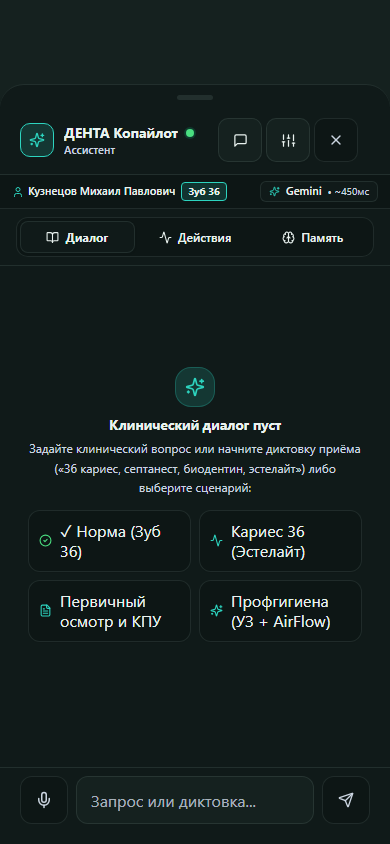 ДЕНТА Копайлот
Ассистент
Кузнецов Михаил Павлович Зуб 36 Gemini • ~450мс
Диалог Действия Память
Клинический диалог пуст
Задайте клинический вопрос или начните диктовку приёма
(«36 кариес, септанест, биодентин, эстелайт») либо
выберите сценарий:
✓ Норма (Зуб
36)
Кариес 36
(Эстелайт)
Первичный
осмотр и КПУ
Профгигиена
(УЗ + AirFlow)
Запрос или диктовка...